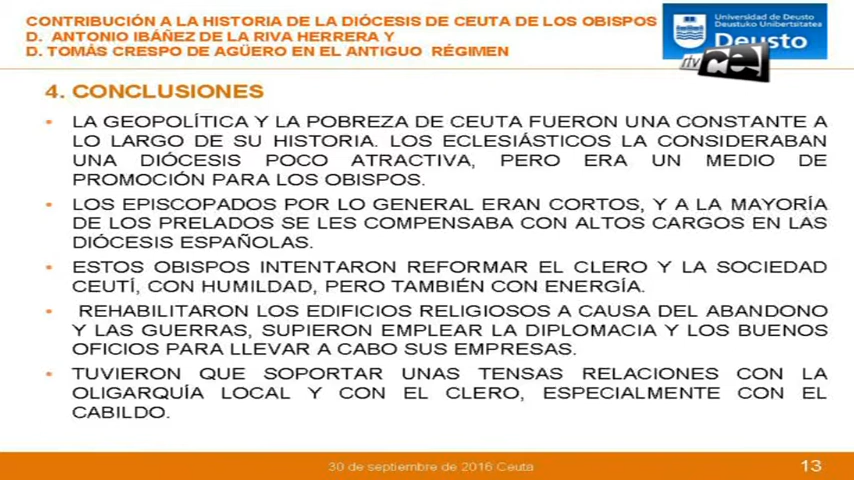 CONTRIBUCIÓN A LA HISTORIA DE LA DIÓCESIS DE CEUTA DE LOS OBISPOS
D. ANTONIO IBÁÑEZ DE LA RIVA HERRERA Y
D. TOMÁS CRESPO DE AGÜERO EN EL ANTIGUO RÉGIMEN
Universidad de Deusto
Deustuko Unibertsitatea
Deusto
rtvce
4. CONCLUSIONES
• LA GEOPOLÍTICA Y LA POBREZA DE CEUTA FUERON UNA CONSTANTE A
LO LARGO DE SU HISTORIA. LOS ECLESIÁSTICOS LA CONSIDERABAN
UNA DIÓCESIS POCO ATRACTIVA, PERO ERA UN MEDIO DE
PROMOCIÓN PARA LOS OBISPOS.
• LOS EPISCOPADOS POR LO GENERAL ERAN CORTOS, Y A LA MAYORÍA
DE LOS PRELADOS SE LES COMPENSABA CON ALTOS CARGOS EN LAS
DIÓCESIS ESPAÑOLAS.
• ESTOS OBISPOS INTENTARON REFORMAR EL CLERO Y LA SOCIEDAD
CEUTÍ, CON HUMILDAD, PERO TAMBIÉN CON ENERGÍA.
• REHABILITARON LOS EDIFICIOS RELIGIOSOS A CAUSA DEL ABANDONO
Y LAS GUERRAS, SUPIERON EMPLEAR LA DIPLOMACIA Y LOS BUENOS
OFICIOS PARA LLEVAR A CABO SUS EMPRESAS.
• TUVIERON QUE SOPORTAR UNAS TENSAS RELACIONES CON LA
OLIGARQUÍA LOCAL Y CON EL CLERO, ESPECIALMENTE CON EL
CABILDO.
30 de septiembre de 2016 Ceuta
13